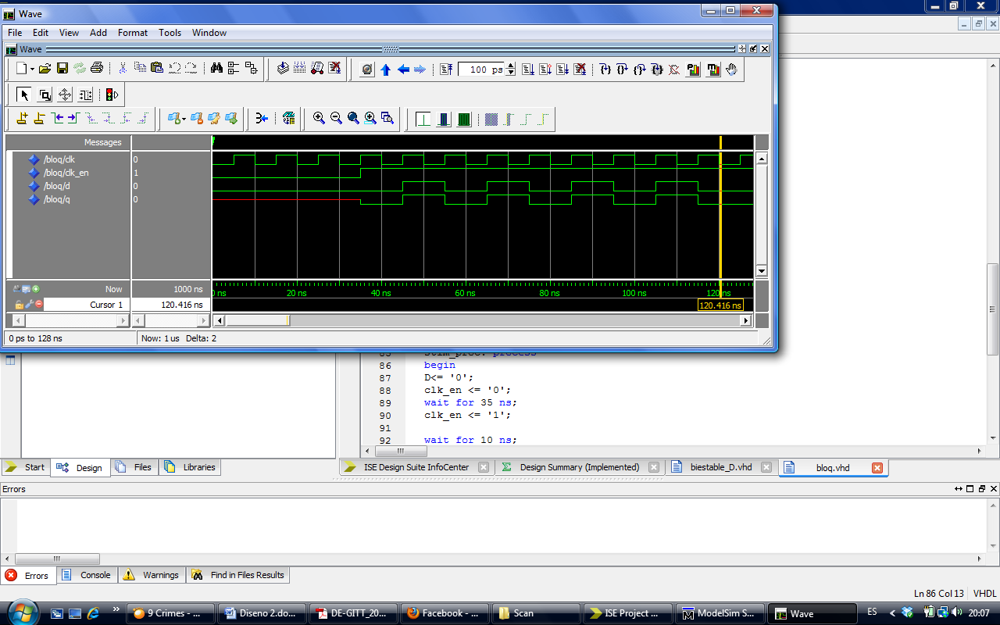 Wave
File Edit View Add Format Tools Window
Wave
100 ps
Messages
/bloq/clk 0
/bloq/clk_en 1
/bloq/d 0
/bloq/q 0
Now 1000 ns
0 ns 20 ns 40 ns 60 ns 80 ns 100 ns 120 ns
Cursor 1 120.416 ns 120.416 ns
0 ps to 128 ns Now: 1 us Delta: 2
85 stim_proc: process
86 begin
87 D<= '0';
88 clk_en <= '0';
89 wait for 35 ns;
90 clk_en <= '1';
91
92 wait for 10 ns;
Start Design Files Libraries
ISE Design Suite InfoCenter Design Summary (Implemented) biestable_D.vhd bloq.vhd
Errors
Errors Console Warnings Find in Files Results
Ln 86 Col 13 VHDL
» 9 Crimes - ... Diseno 2.do... DE-GITT_20... Facebook - ... Scan ISE Project ... ModelSim S... Wave ES 20:07